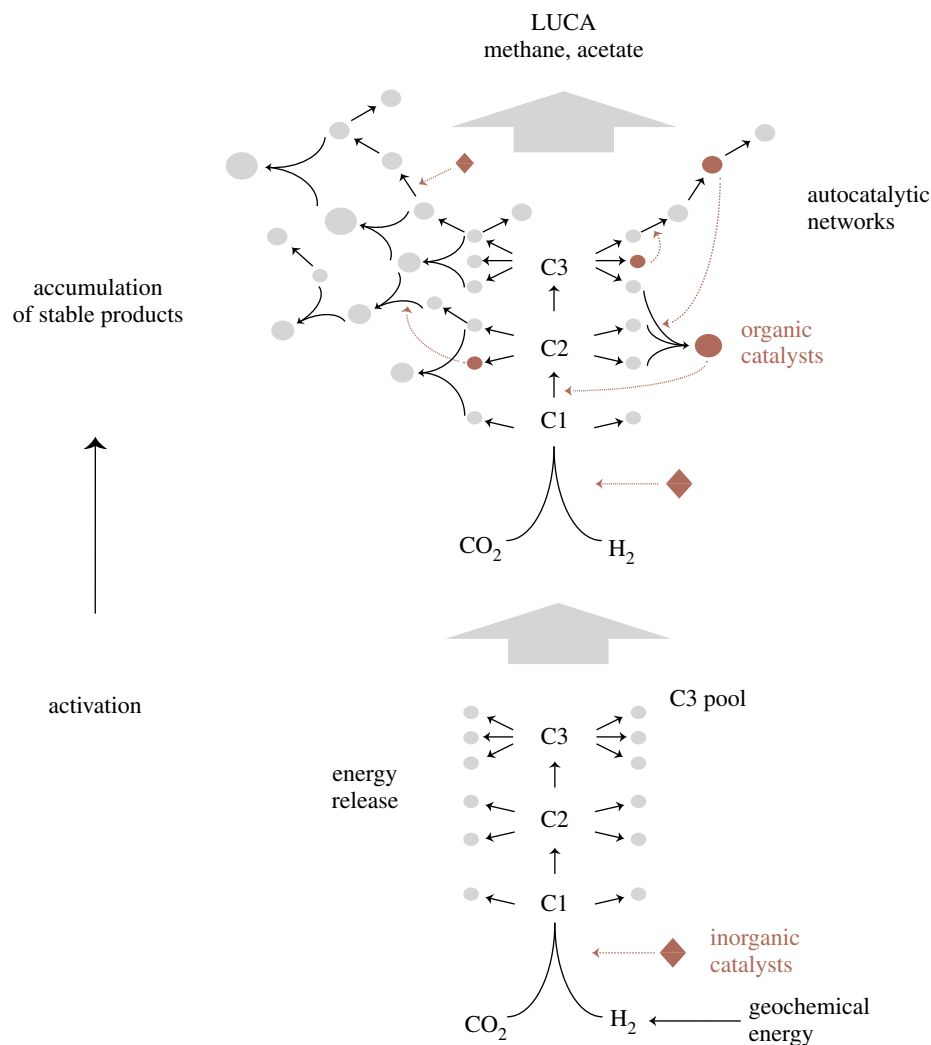 LUCA
methane, acetate
autocatalytic
networks
C3
accumulation
of stable products
organic
catalysts
C2
C1
CO2
H2
C3 pool
activation
C3
energy
release
C2
C1
inorganic
catalysts
geochemical
energy
CO2
H2